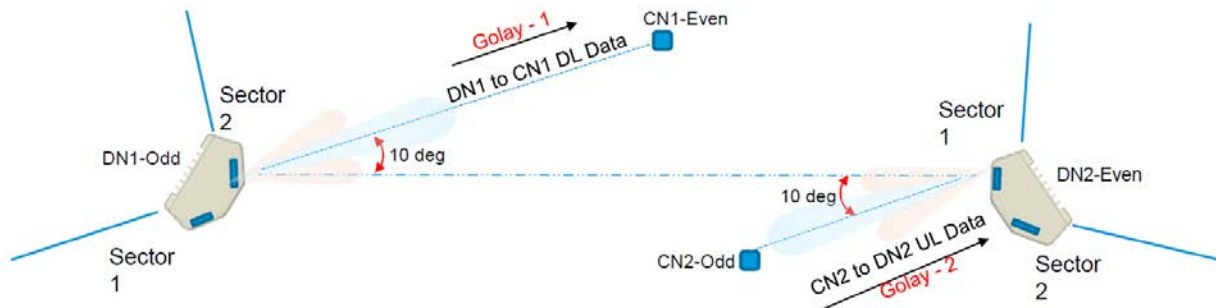 CN1-Even
Golay - 1
DN1 to CN1 DL Data
Sector
2
DN1-Odd
10 deg
Sector
1
Sector
1
DN2-Even
10 deg
CN2-Odd
CN2 to DN2 UL Data
Golay - 2
Sector
2